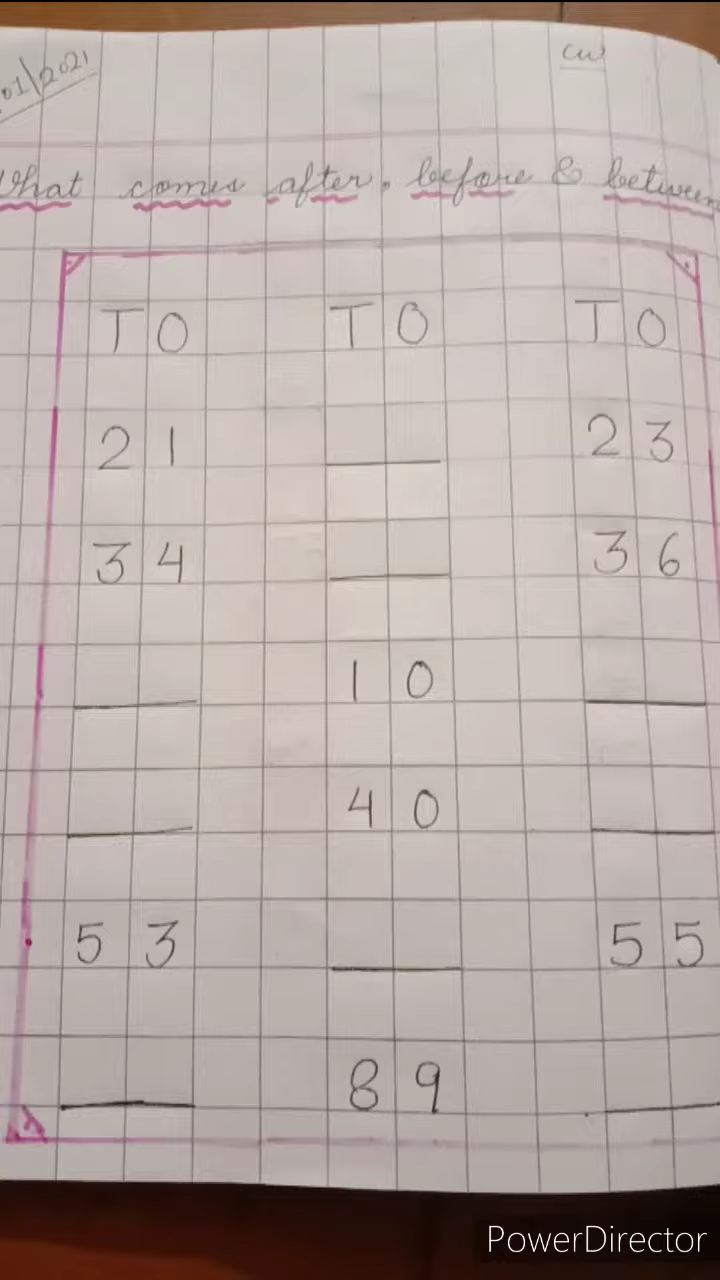 01/2021
CW
What comes after, before & between
T O T O T O
2 1 2 3
3 4 3 6
1 0
4 0
5 3 5 5
8 9
PowerDirector